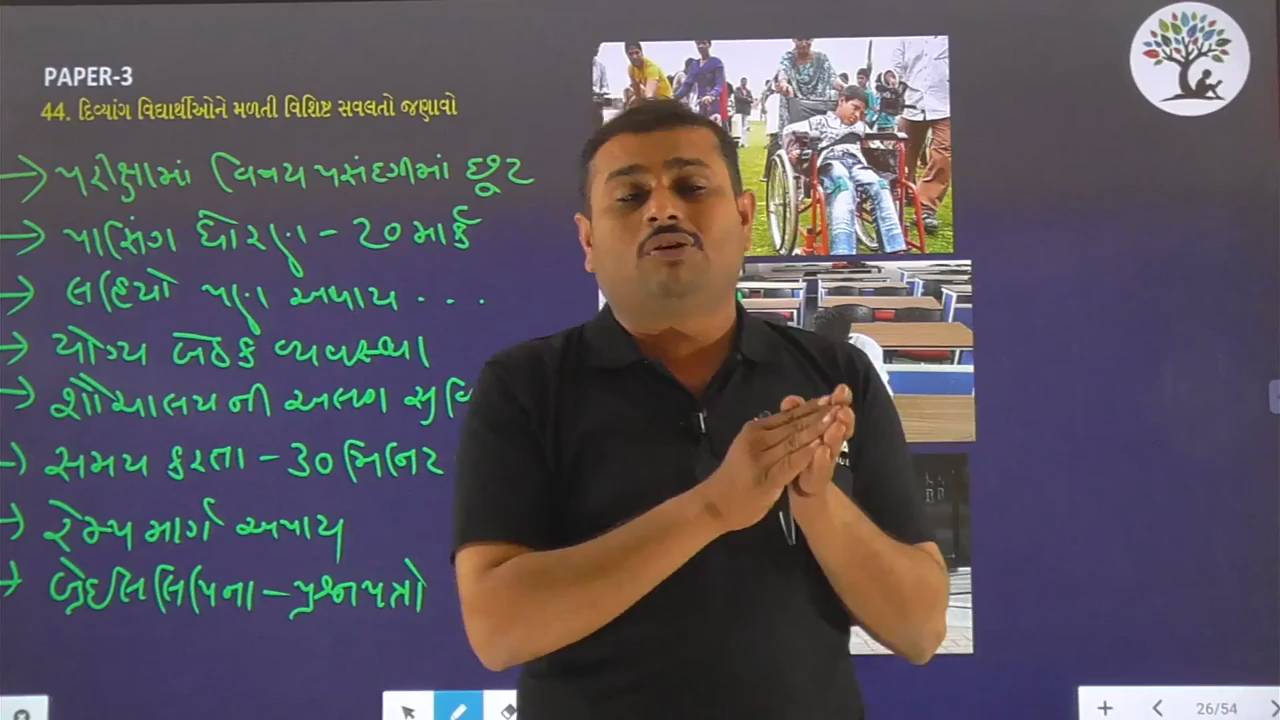 PAPER-3
44. દિવ્યાંગ વિદ્યાર્થીઓને મળતી વિશિષ્ટ સવલતો જણાવો
→ પરીક્ષામાં વિષય પસંદગીમાં છૂટ
→ પાસિંગ ધોરણ - 20 માર્ક
→ લહિયો પણ અપાય . . .
→ યોગ્ય બેઠક વ્યવસ્થા
→ શૌચાલયની અલગ
→ સમય કરતા - 30 મિનિટ
→ રેમ્પ માર્ગ અપાય
→ બ્રેઈલ લિપિના - પ્રશ્નપત્રો
26/54